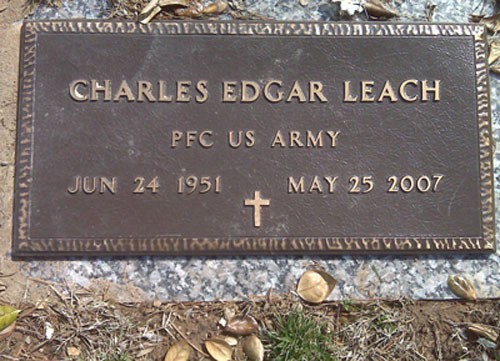 CHARLES EDGAR LEACH
PFC US ARMY
JUN 24 1951 MAY 25 2007